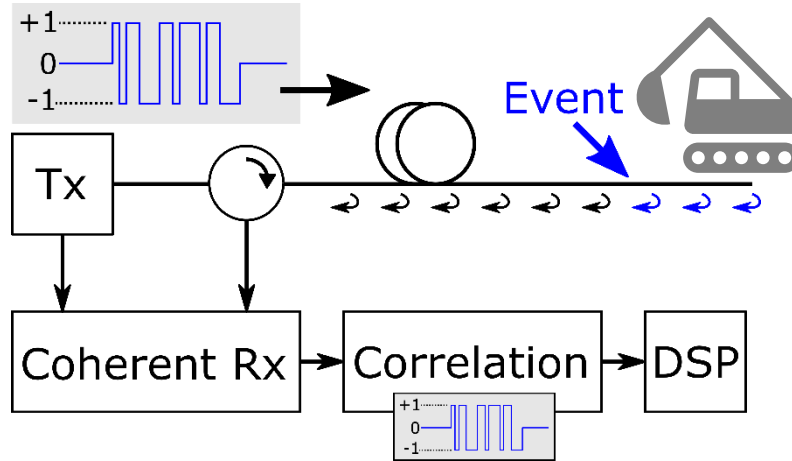 +1
0
-1
Event
Tx
Coherent Rx
Correlation
DSP
+1
0
-1